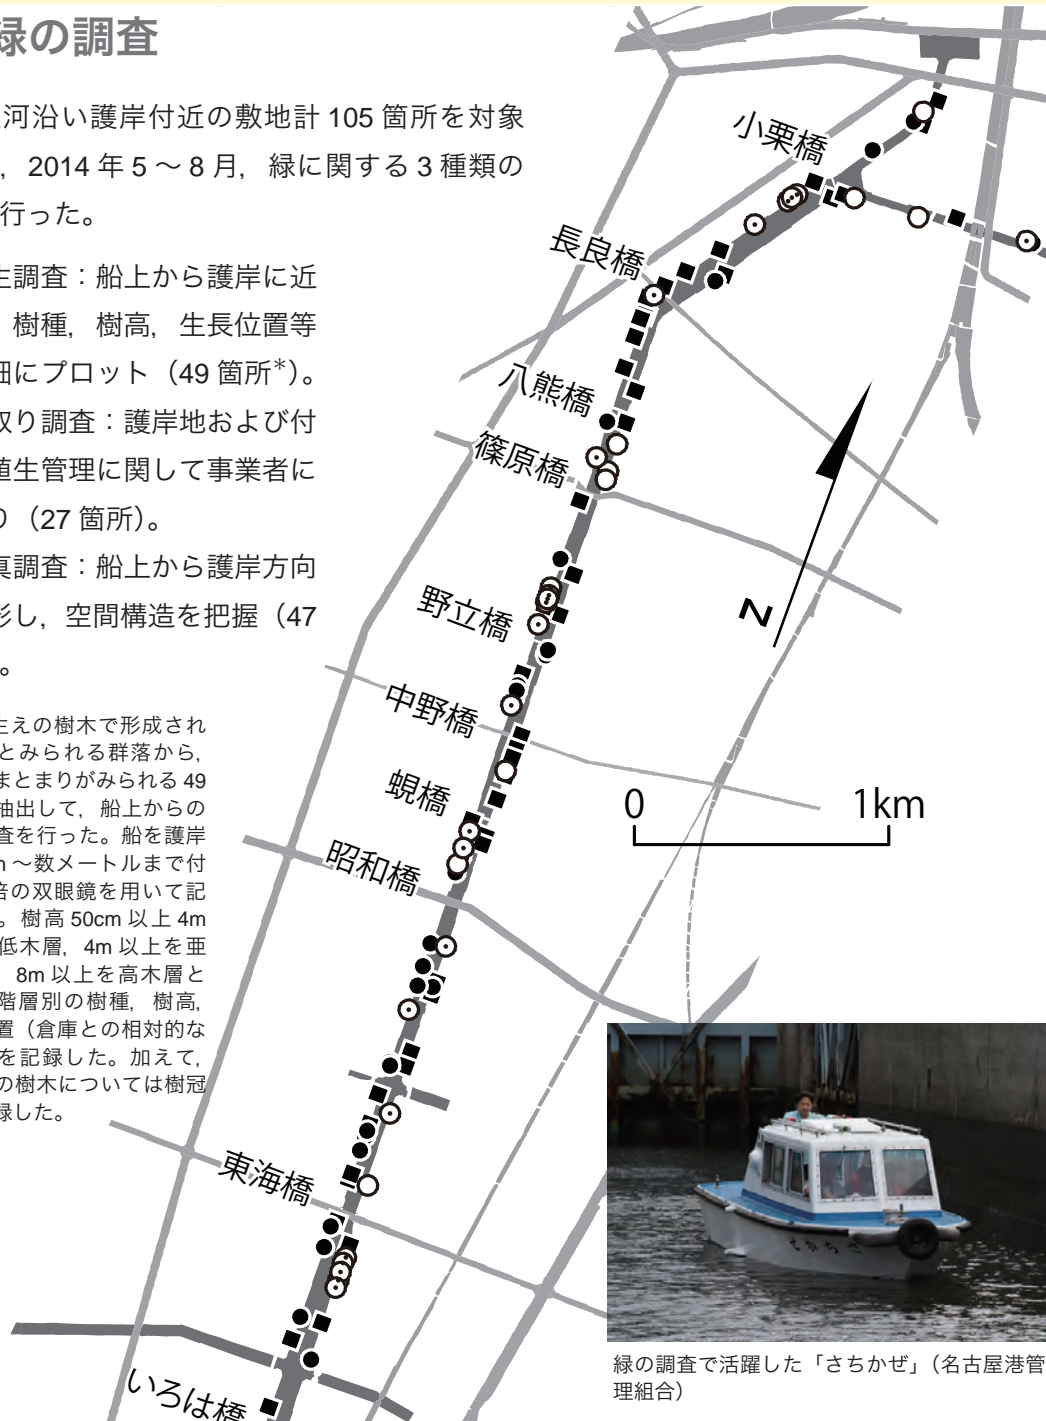 緑の調査
河沿い護岸付近の敷地計 105 箇所を対象
，2014 年 5 〜 8 月，緑に関する 3 種類の
行った。
生調査：船上から護岸に近
樹種，樹高，生長位置等
細にプロット（49 箇所*）。
取り調査：護岸地および付
植生管理に関して事業者に
り（27 箇所）。
真調査：船上から護岸方向
影し，空間構造を把握（47
。
生えの樹木で形成され
とみられる群落から，
まとまりがみられる 49
抽出して，船上からの
査を行った。船を護岸
m 〜数メートルまで付
倍の双眼鏡を用いて記
。樹高 50cm 以上 4m
低木層，4m 以上を亜
，8m 以上を高木層と
階層別の樹種，樹高，
置（倉庫との相対的な
を記録した。加えて，
の樹木については樹冠
録した。
小栗橋
長良橋
八熊橋
篠原橋
野立橋
中野橋
蜆橋
昭和橋
東海橋
いろは橋
N
0 1km
さちかぜ
緑の調査で活躍した「さちかぜ」（名古屋港管
理組合）